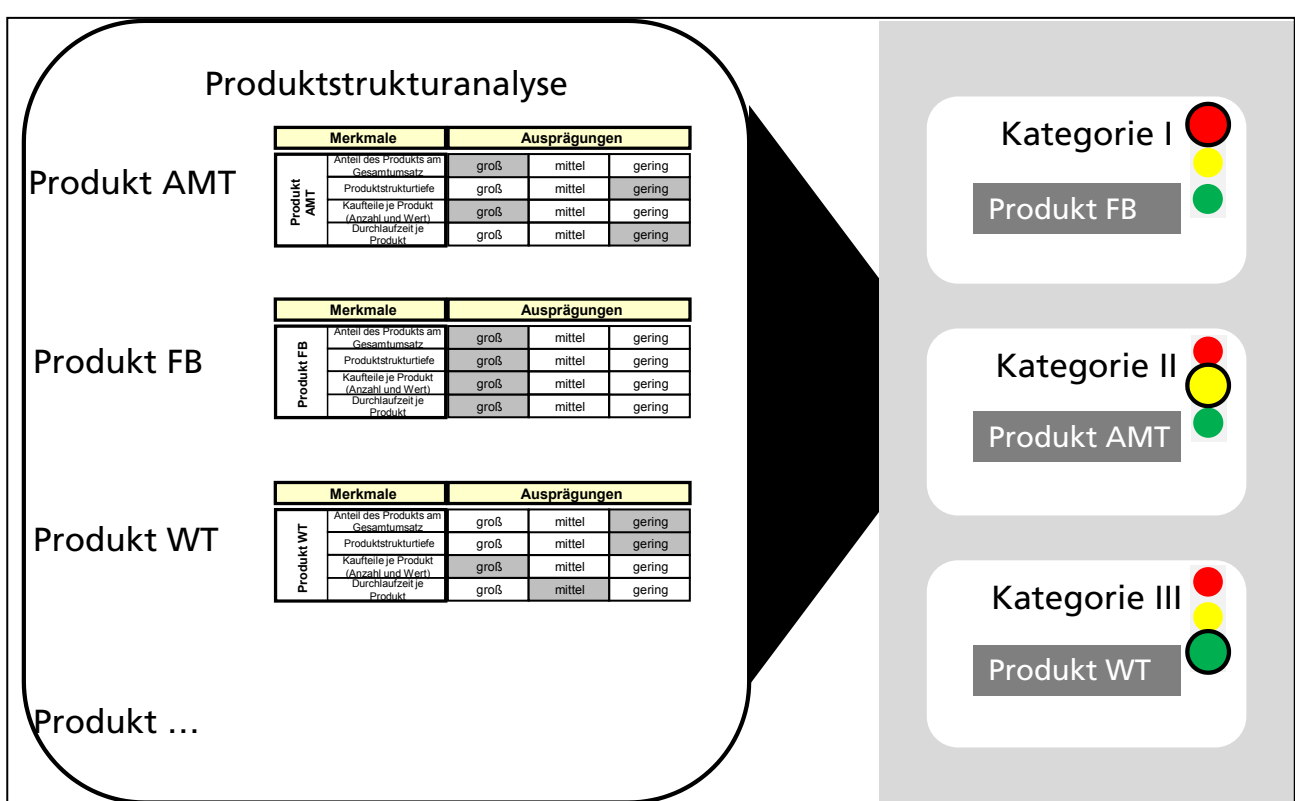 Produktstrukturanalyse
Produkt AMT
Merkmale Ausprägungen
Produkt
AMT
Anteil des Produkts am
Gesamtumsatz
groß mittel gering
Produktstrukturtiefe groß mittel gering
Kaufteile je Produkt
(Anzahl und Wert)
groß mittel gering
Durchlaufzeit je
Produkt
groß mittel gering
Produkt FB
Merkmale Ausprägungen
Produkt FB
Anteil des Produkts am
Gesamtumsatz
groß mittel gering
Produktstrukturtiefe groß mittel gering
Kaufteile je Produkt
(Anzahl und Wert)
groß mittel gering
Durchlaufzeit je
Produkt
groß mittel gering
Produkt WT
Merkmale Ausprägungen
Produkt WT
Anteil des Produkts am
Gesamtumsatz
groß mittel gering
Produktstrukturtiefe groß mittel gering
Kaufteile je Produkt
(Anzahl und Wert)
groß mittel gering
Durchlaufzeit je
Produkt
groß mittel gering
Produkt …
Kategorie I
Produkt FB
Kategorie II
Produkt AMT
Kategorie III
Produkt WT